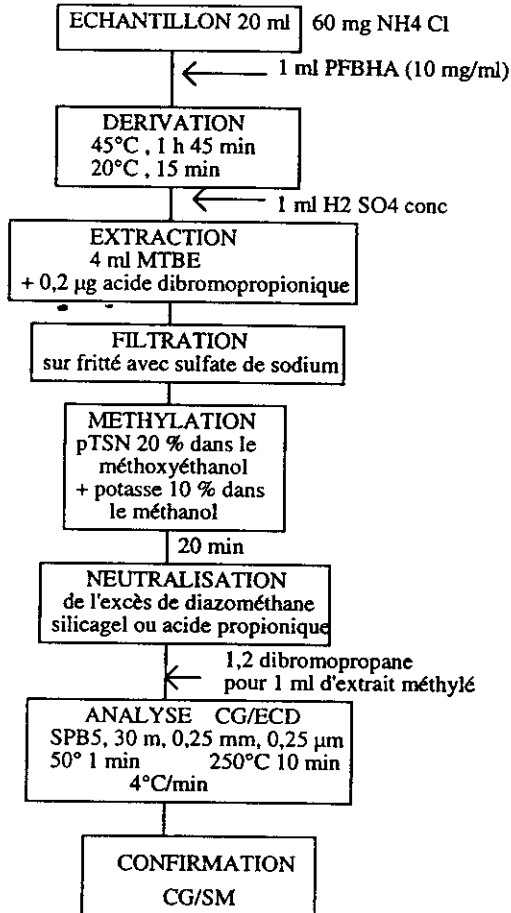 ECHANTILLON 20 ml 60 mg NH4 Cl
1 ml PFBHA (10 mg/ml)
DERIVATION
45°C , 1 h 45 min
20°C , 15 min
1 ml H2 SO4 conc
EXTRACTION
4 ml MTBE
+ 0,2 µg acide dibromopropionique
FILTRATION
sur fritté avec sulfate de sodium
METHYLATION
pTSN 20 % dans le
méthoxyéthanol
+ potasse 10 % dans
le méthanol
20 min
NEUTRALISATION
de l'excès de diazométhane
silicagel ou acide propionique
1,2 dibromopropane
pour 1 ml d'extrait méthylé
ANALYSE CG/ECD
SPB5, 30 m, 0,25 mm, 0,25 µm
50° 1 min 250°C 10 min
4°C/min
CONFIRMATION
CG/SM